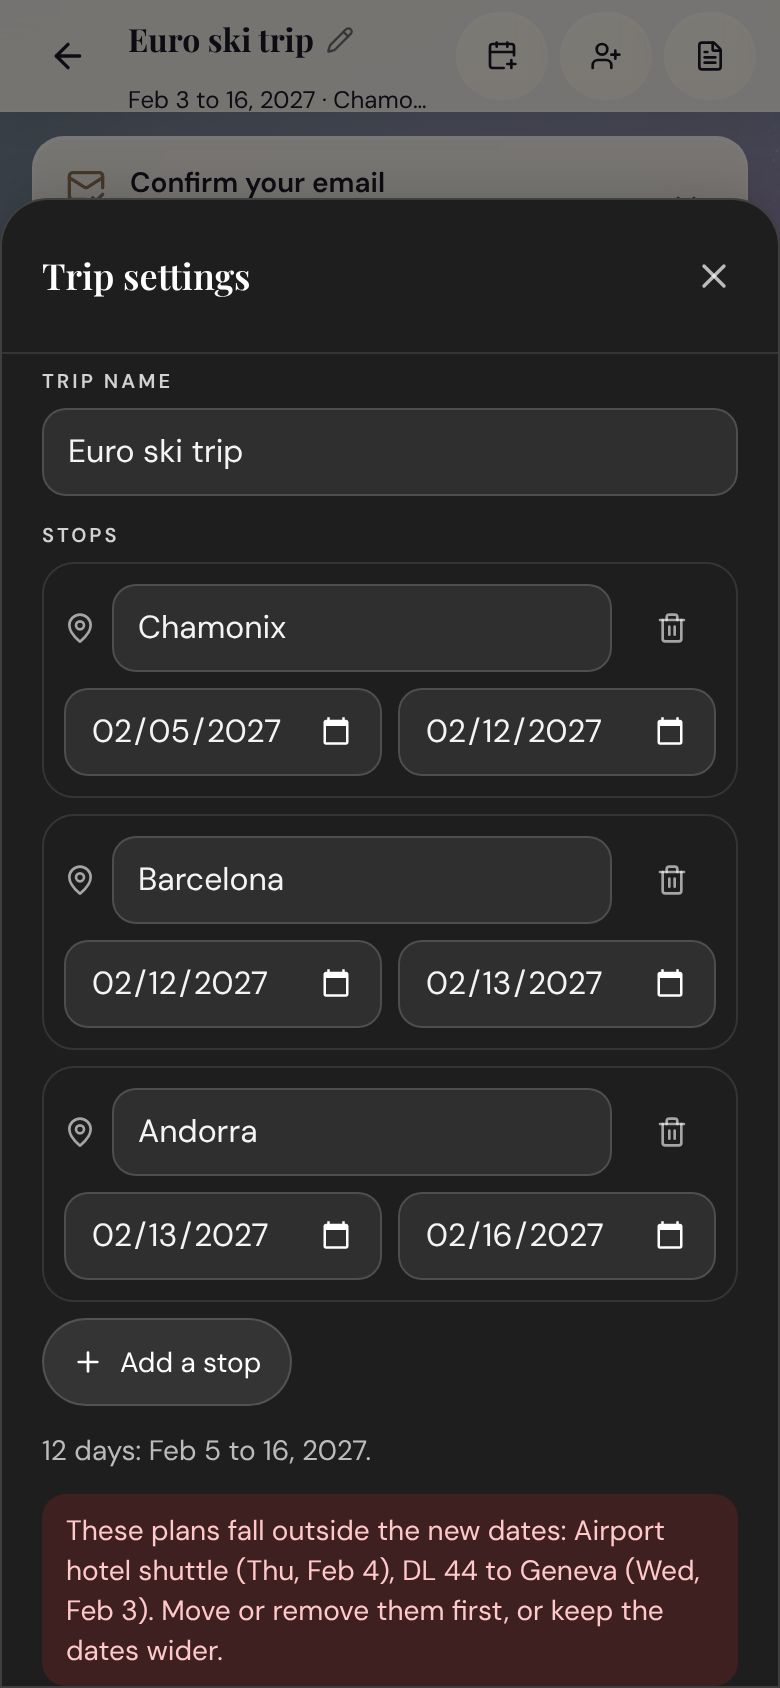 Euro ski trip
Feb 3 to 16, 2027 · Chamo...
Confirm your email
Trip settings
TRIP NAME
Euro ski trip
STOPS
Chamonix
02/05/2027
02/12/2027
Barcelona
02/12/2027
02/13/2027
Andorra
02/13/2027
02/16/2027
Add a stop
12 days: Feb 5 to 16, 2027.
These plans fall outside the new dates: Airport
hotel shuttle (Thu, Feb 4), DL 44 to Geneva (Wed,
Feb 3). Move or remove them first, or keep the
dates wider.